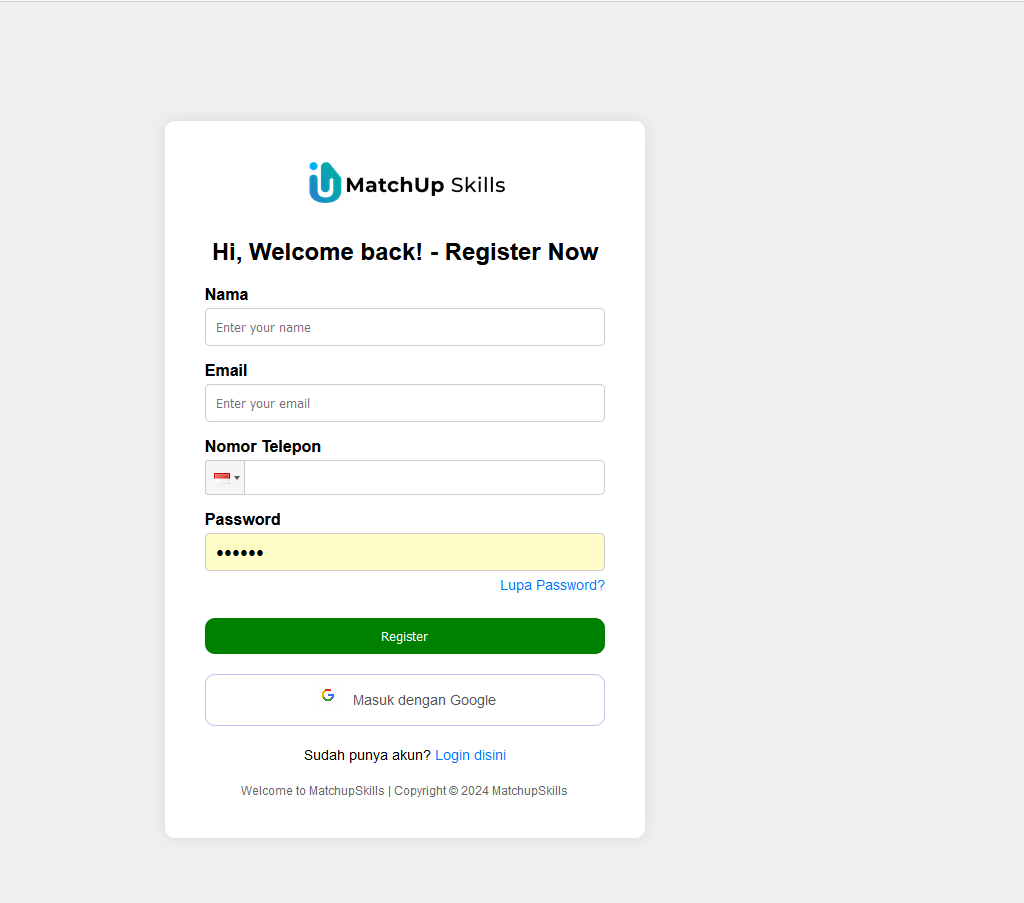 MatchUp Skills
Hi, Welcome back! - Register Now
Nama
Enter your name
Email
Enter your email
Nomor Telepon
Password
••••••
Lupa Password?
Register
Masuk dengan Google
Sudah punya akun? Login disini
Welcome to MatchupSkills | Copyright © 2024 MatchupSkills